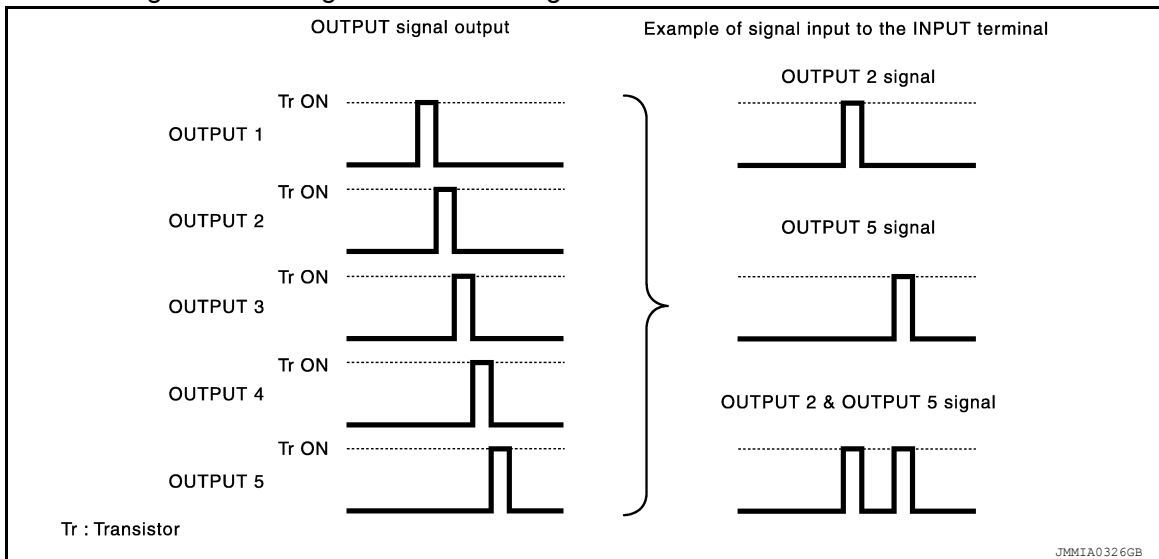 OUTPUT signal output
Example of signal input to the INPUT terminal
Tr ON
OUTPUT 1
Tr ON
OUTPUT 2
Tr ON
OUTPUT 3
Tr ON
OUTPUT 4
Tr ON
OUTPUT 5
OUTPUT 2 signal
OUTPUT 5 signal
OUTPUT 2 & OUTPUT 5 signal
Tr : Transistor
JMMIA0326GB